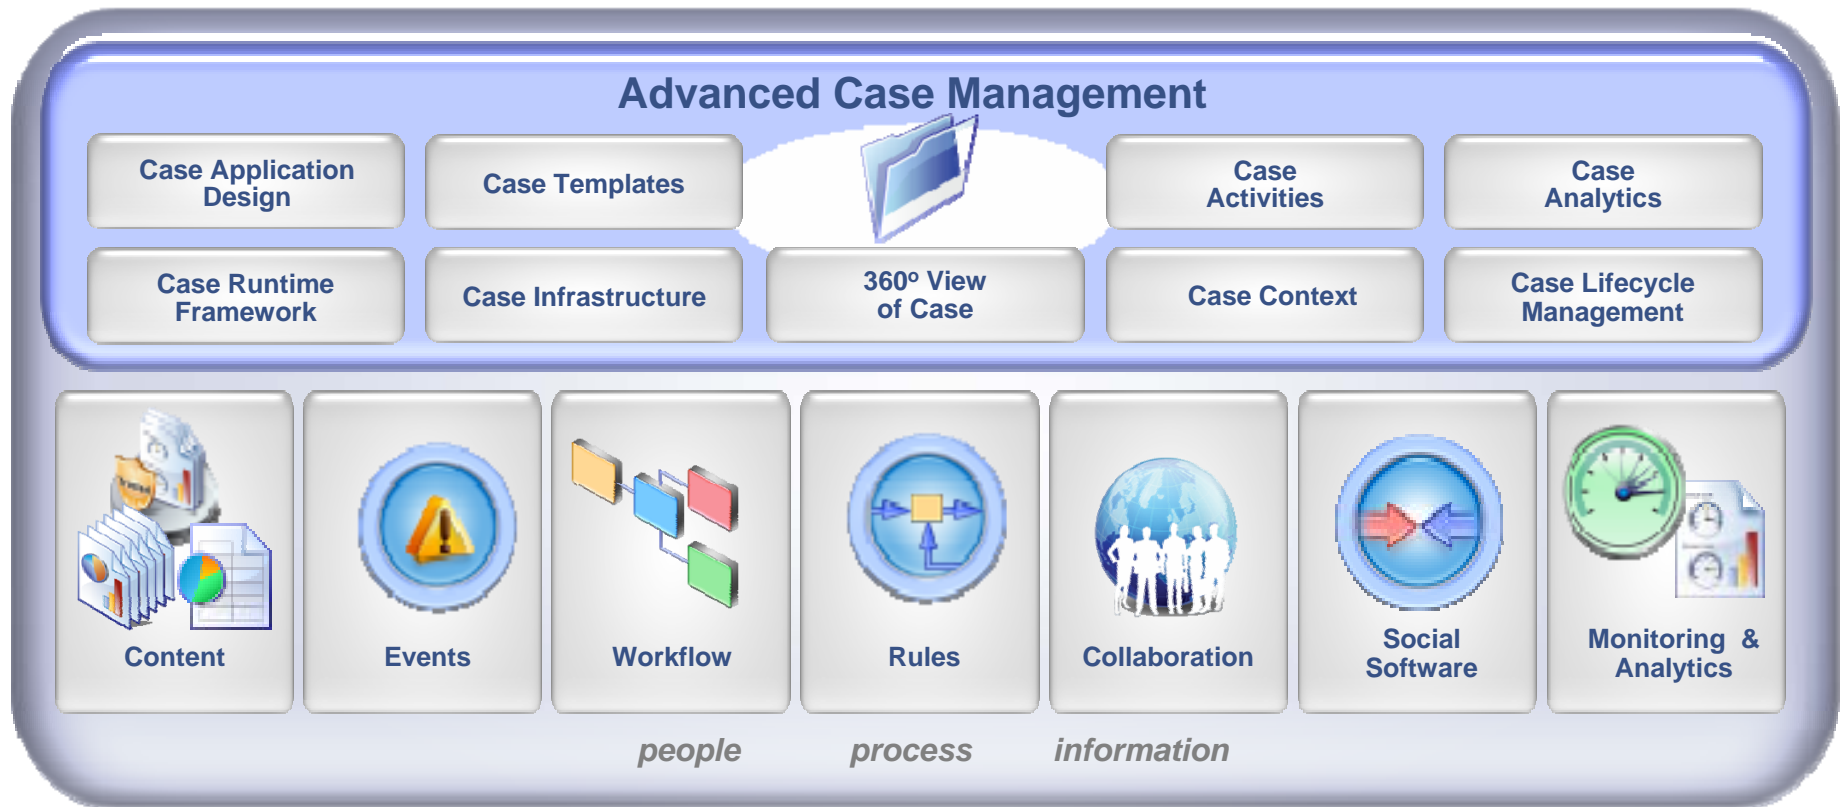 Advanced Case Management
Case Application
Design
Case Templates
Case
Activities
Case
Analytics
Case Runtime
Framework
Case Infrastructure
360º View
of Case
Case Context
Case Lifecycle
Management
Trusted
Content
Events
Workflow
Rules
Collaboration
Social
Software
Monitoring &
Analytics
people process information